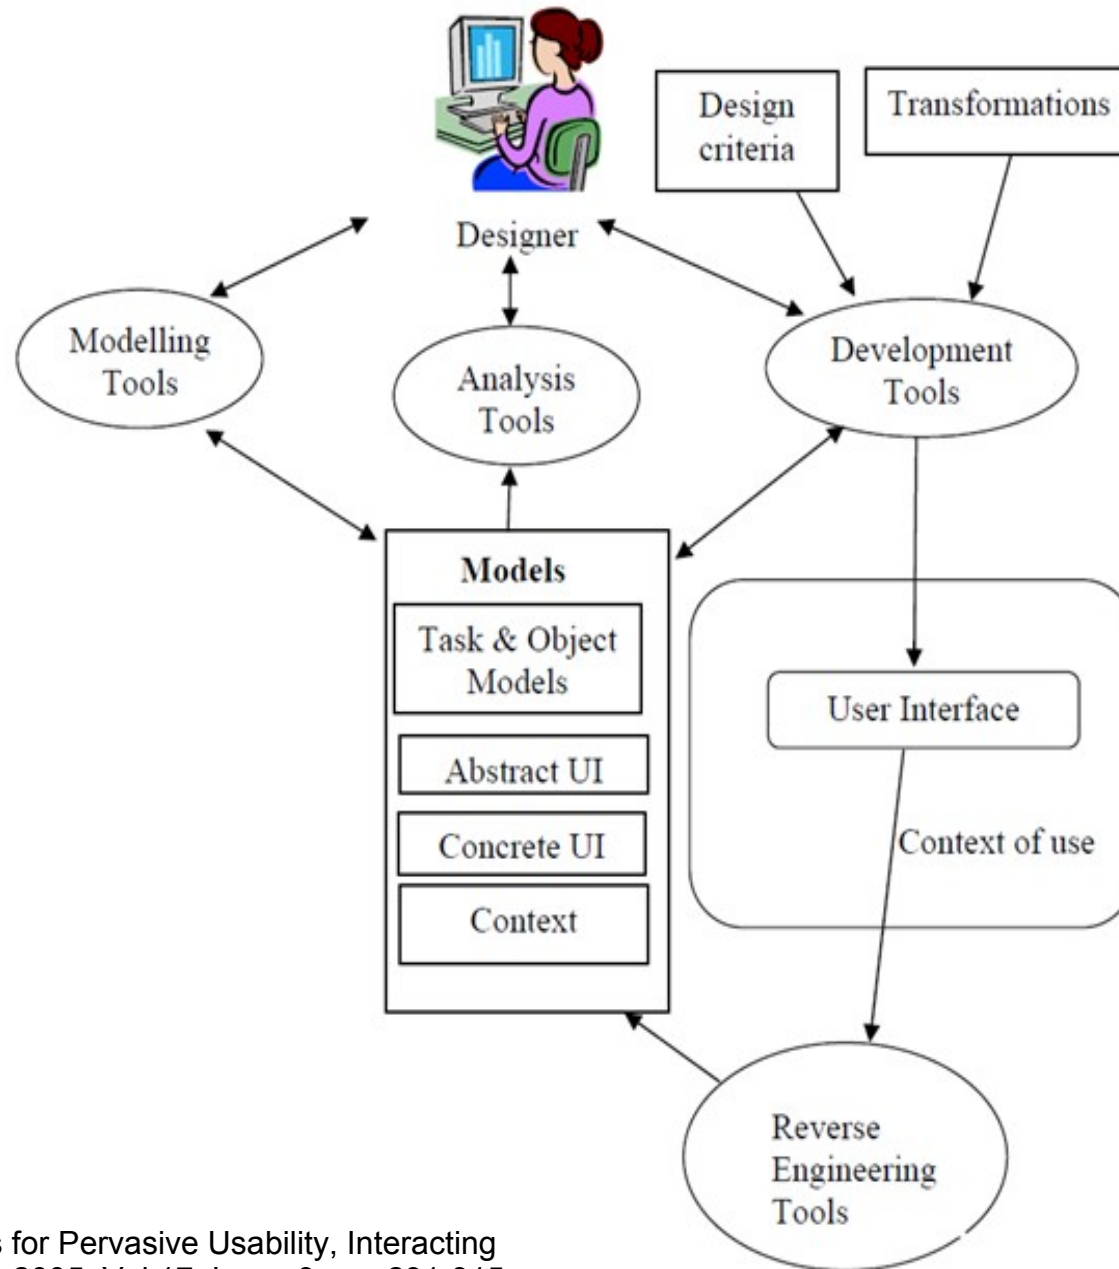 Design
criteria
Transformations
Designer
Modelling
Tools
Analysis
Tools
Development
Tools
Models
Task & Object
Models
Abstract UI
Concrete UI
Context
User Interface
Context of use
Reverse
Engineering
Tools
for Pervasive Usability, Interacting